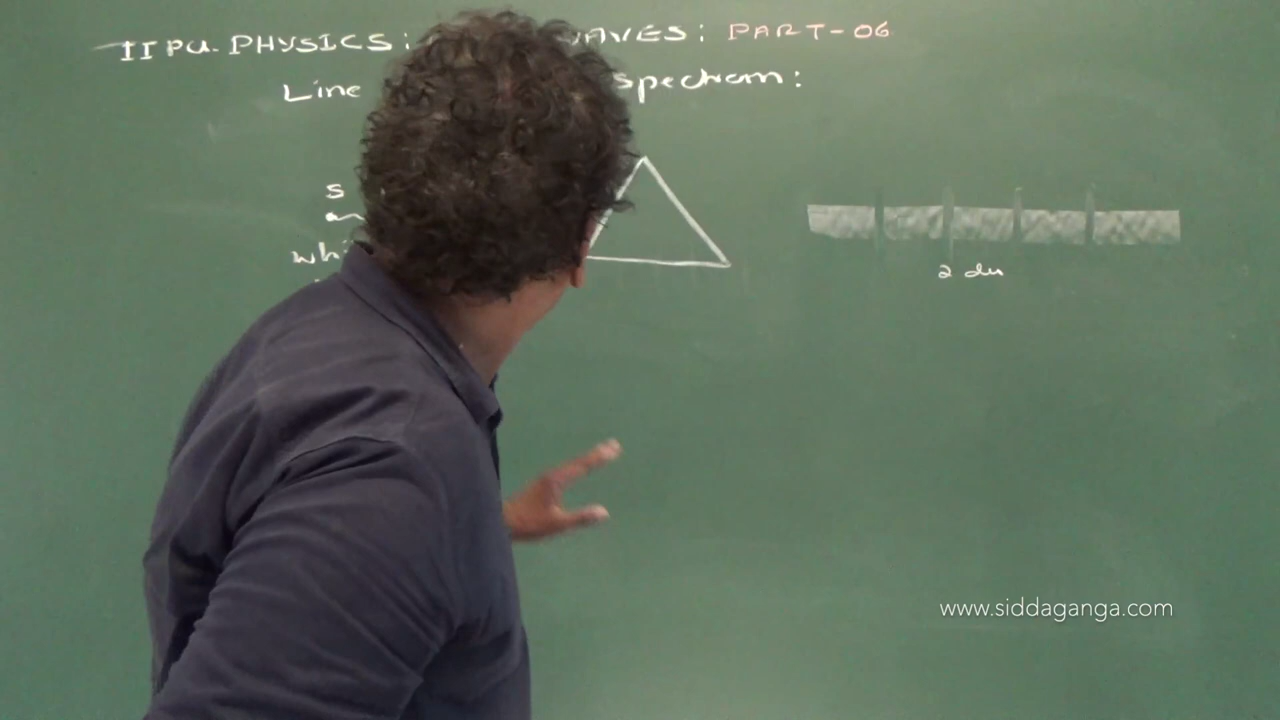 II PU. PHYSICS: WAVES: PART-06
Line spectrum:
S
whi
2 du
www.siddaganga.com